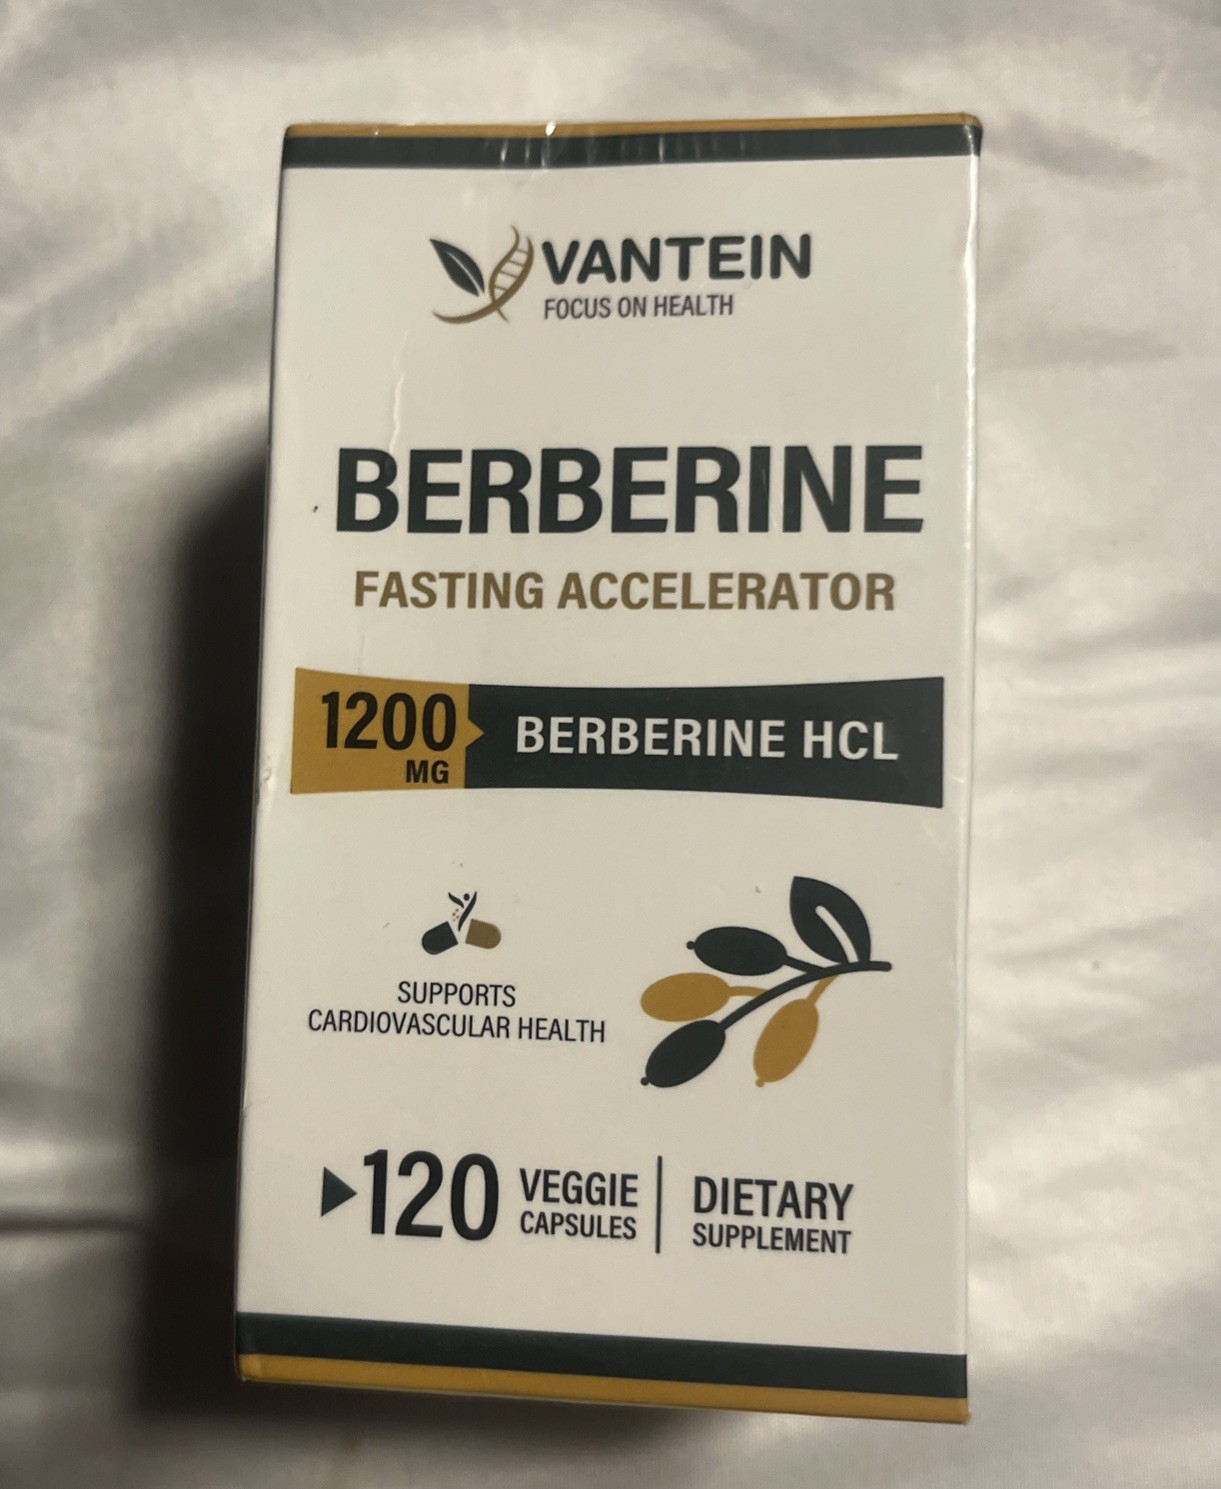 VANTEIN
FOCUS ON HEALTH
BERBERINE
FASTING ACCELERATOR
1200
MG
BERBERINE HCL
SUPPORTS
CARDIOVASCULAR HEALTH
120
VEGGIE
CAPSULES
DIETARY
SUPPLEMENT